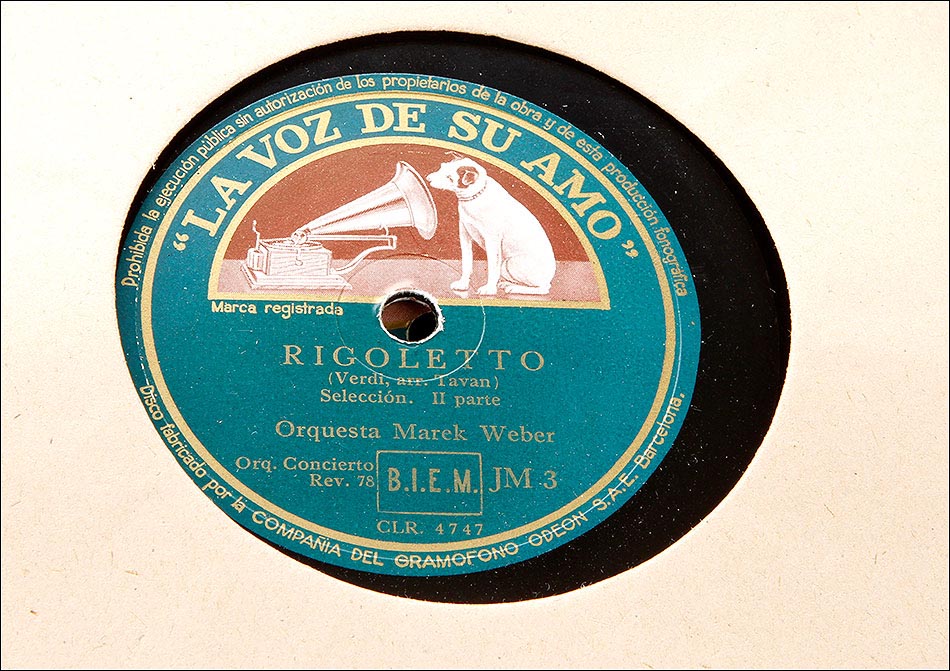 Prohibida la ejecución pública sin autorización de los propietarios de la obra y de esta producción fonográfica
“LA VOZ DE SU AMO”
Marca registrada
RIGOLETTO
(Verdi, arr. Tavan)
Selección. II parte
Orquesta Marek Weber
Orq. Concierto
Rev. 78
B.I.E.M.
JM 3
CLR. 4747
Disco fabricado por la COMPAÑIA DEL GRAMOFONO ODEON S.A.E. Barcelona.